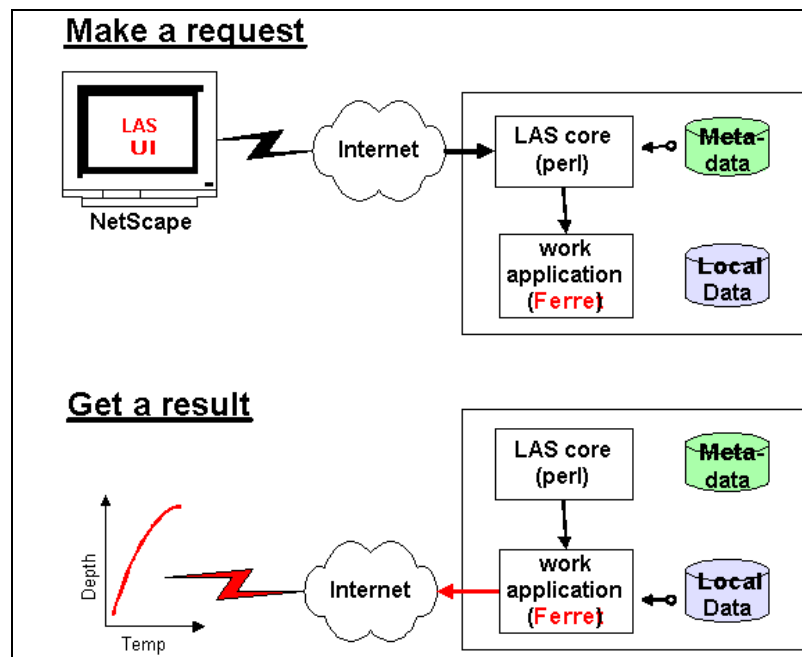 Make a request
LAS
UI
NetScape
Internet
LAS core
(perl)
work
application
(Ferret)
Meta-
data
Local
Data
Get a result
Depth
Temp
Internet
LAS core
(perl)
work
application
(Ferret)
Meta-
data
Local
Data